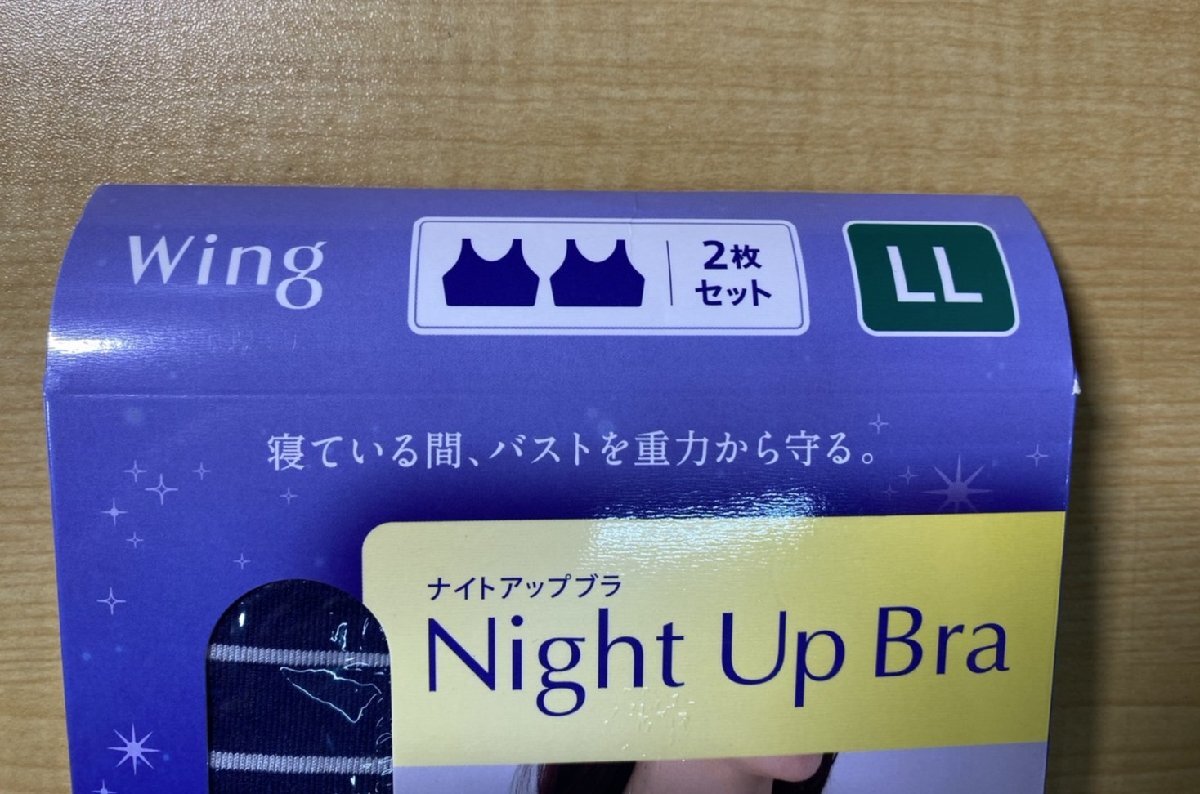 Wing
2枚
セット
LL
寝ている間、バストを重力から守る。
ナイトアップブラ
Night Up Bra